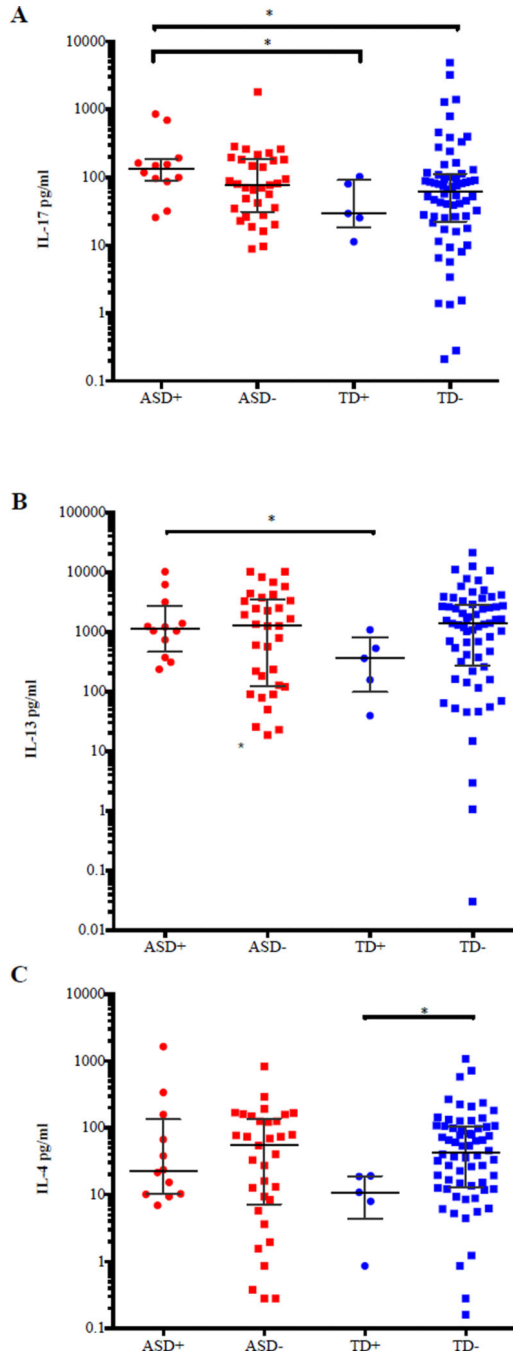 A
*
*
10000
1000
100
10
1
0.1
IL-17 pg/ml
ASD+ ASD- TD+ TD-
B
*
100000
10000
1000
100
10
1
0.1
0.01
IL-13 pg/ml
*
ASD+ ASD- TD+ TD-
C
*
10000
1000
100
10
1
0.1
IL-4 pg/ml
ASD+ ASD- TD+ TD-